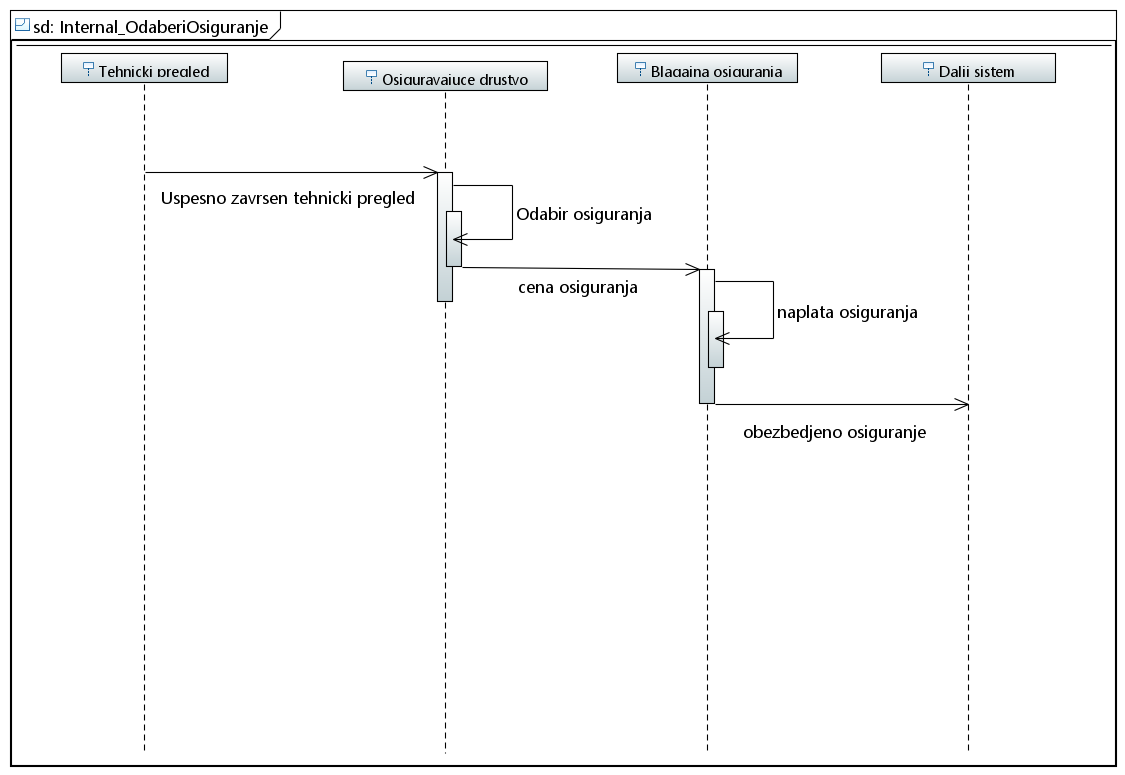 sd: Internal_OdaberiOsiguranje
Tehnicki pregled
Osiguravajuce drustvo
Blagajna osiguranja
Dalji sistem
Uspesno zavrsen tehnicki pregled
Odabir osiguranja
cena osiguranja
naplata osiguranja
obezbedjeno osiguranje